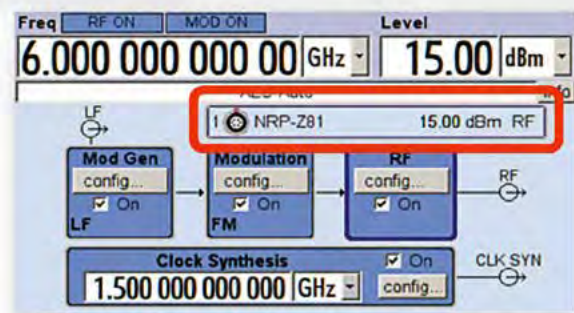 Freq RF ON MOD ON Level
6.000 000 000 00 GHz 15.00 dBm
Info
LF
1 NRP-Z81 15.00 dBm RF
Mod Gen Modulation RF
config... config... config... RF
On On On
LF FM
Clock Synthesis On CLK SYN
1.500 000 000 000 GHz config...